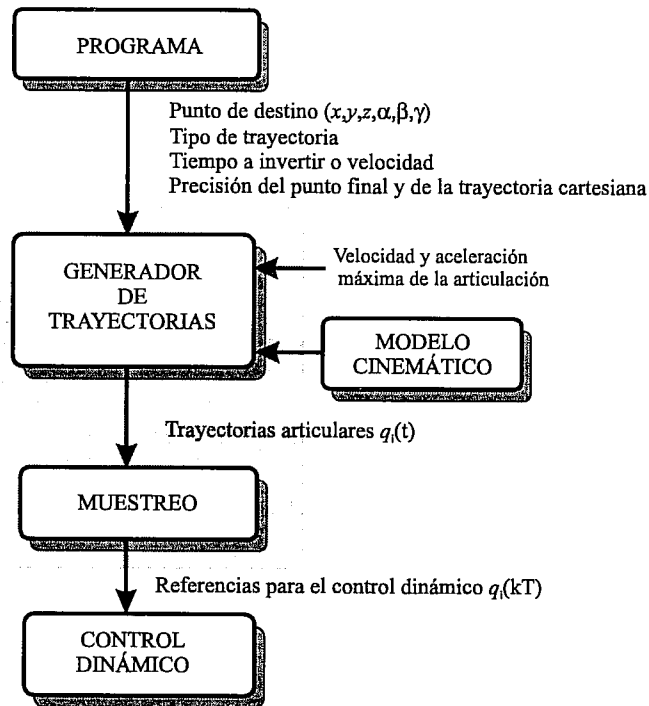 PROGRAMA
Punto de destino (x,y,z,α,β,γ)
Tipo de trayectoria
Tiempo a invertir o velocidad
Precisión del punto final y de la trayectoria cartesiana
GENERADOR
DE
TRAYECTORIAS
Velocidad y aceleración
máxima de la articulación
MODELO
CINEMÁTICO
Trayectorias articulares qᵢ(t)
MUESTREO
Referencias para el control dinámico qᵢ(kT)
CONTROL
DINÁMICO